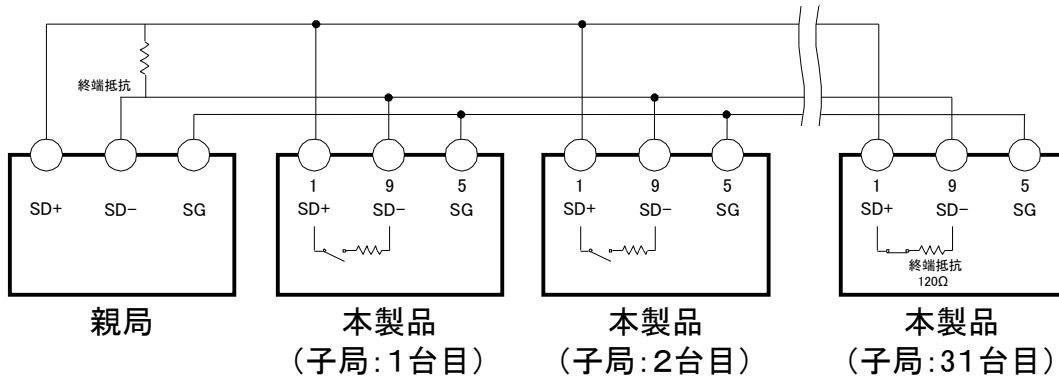 終端抵抗
SD+ SD− SG
1 9 5
SD+ SD− SG
1 9 5
SD+ SD− SG
1 9 5
SD+ SD− SG
終端抵抗
120Ω
親局
本製品
（子局：1台目）
本製品
（子局：2台目）
本製品
（子局：31台目）